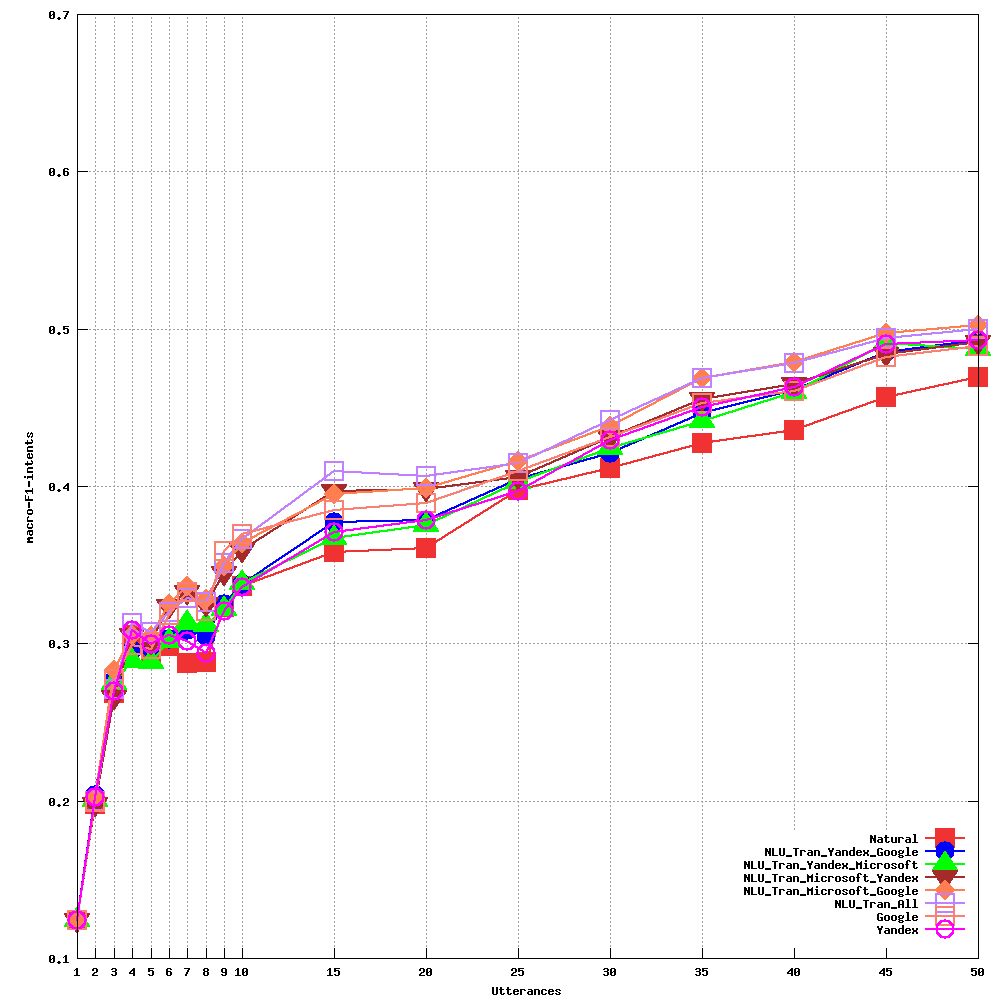 0.7
0.6
0.5
0.4
0.3
0.2
0.1
macro-F1-intents
Natural
NLU_Tran_Yandex_Google
NLU_Tran_Yandex_Microsoft
NLU_Tran_Microsoft_Yandex
NLU_Tran_Microsoft_Google
NLU_Tran_All
Google
Yandex
1 2 3 4 5 6 7 8 9 10 15 20 25 30 35 40 45 50
Utterances